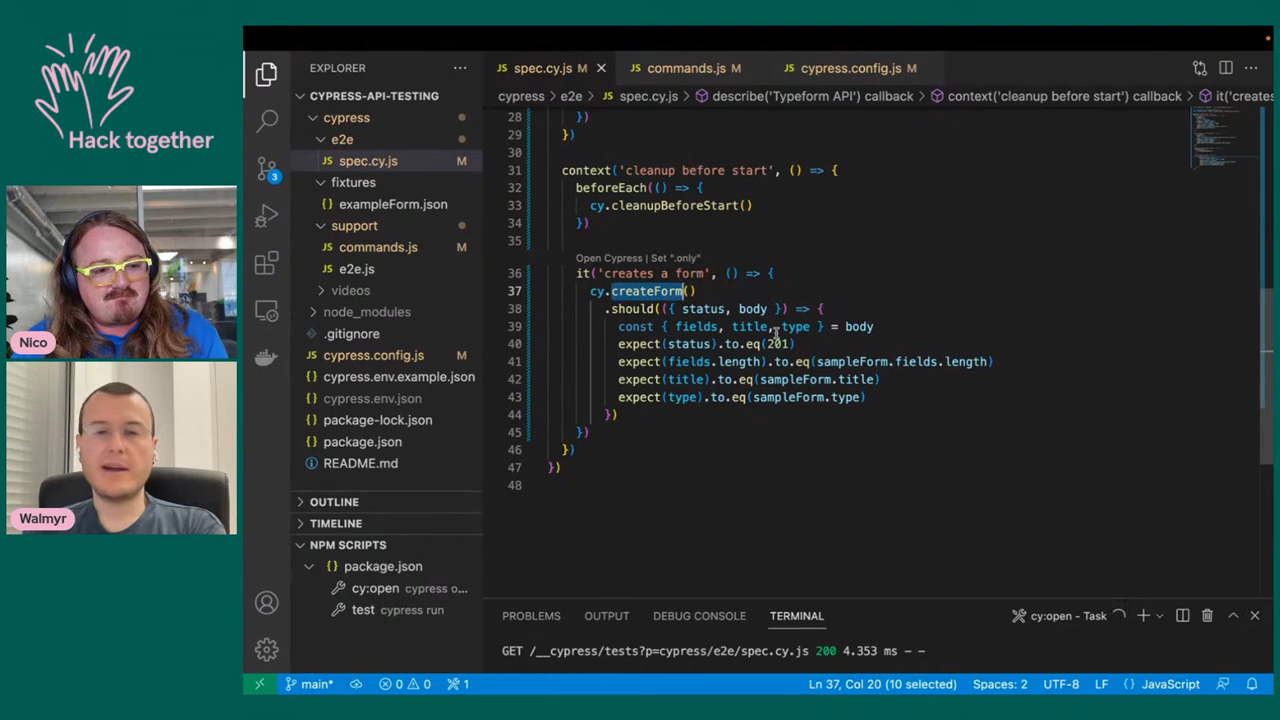 Hack together
Nico
Walmyr
EXPLORER
CYPRESS-API-TESTING
cypress
e2e
spec.cy.js M
fixtures
exampleForm.json
support
commands.js
e2e.js
videos
node_modules
.gitignore
cypress.config.js
cypress.env.example.json
cypress.env.json
package-lock.json
package.json
README.md
OUTLINE
TIMELINE
NPM SCRIPTS
package.json
cy:open cypress o...
test cypress run
3
spec.cy.js M
commands.js M
cypress.config.js M
cypress > e2e > spec.cy.js > describe('Typeform API') callback > context('cleanup before start') callback > it('creates
28 })
29 })
30
31 context('cleanup before start', () => {
32 beforeEach(() => {
33 cy.cleanupBeforeStart()
34 })
35
Open Cypress | Set ".only"
36 it('creates a form', () => {
37 cy.createForm()
38 .should(({ status, body }) => {
39 const { fields, title, type } = body
40 expect(status).to.eq(201)
41 expect(fields.length).to.eq(sampleForm.fields.length)
42 expect(title).to.eq(sampleForm.title)
43 expect(type).to.eq(sampleForm.type)
44 })
45 })
46 })
47 })
48
PROBLEMS OUTPUT DEBUG CONSOLE TERMINAL
cy:open - Task
GET /__cypress/tests?p=cypress/e2e/spec.cy.js 200 4.353 ms - -
main* 0 0 1 Ln 37, Col 20 (10 selected) Spaces: 2 UTF-8 LF {} JavaScript